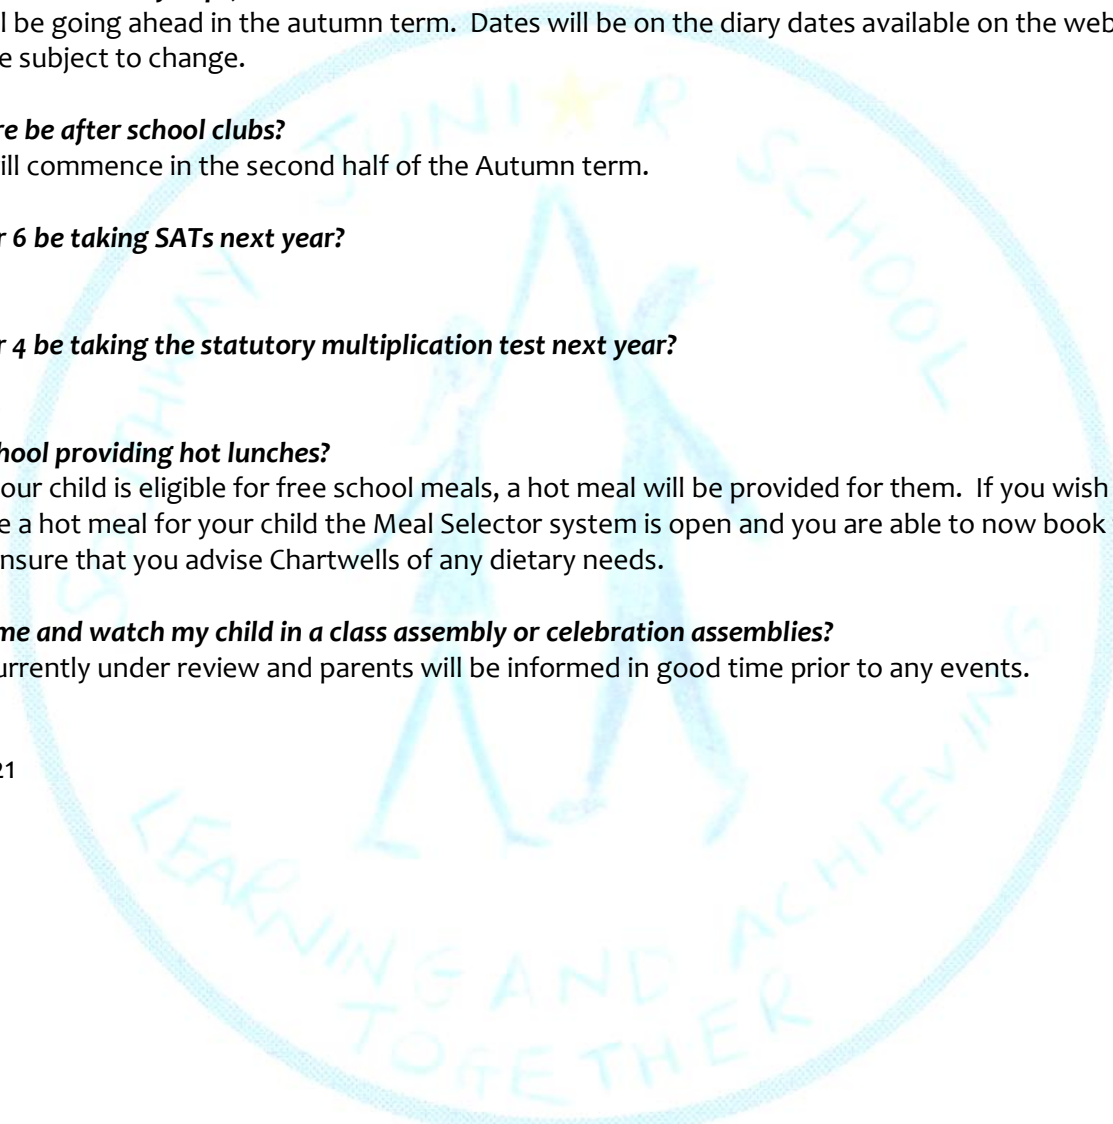 l be going ahead in the autumn term. Dates will be on the diary dates available on the web
e subject to change.
re be after school clubs?
ill commence in the second half of the Autumn term.
r 6 be taking SATs next year?
r 4 be taking the statutory multiplication test next year?
hool providing hot lunches?
our child is eligible for free school meals, a hot meal will be provided for them. If you wish
e a hot meal for your child the Meal Selector system is open and you are able to now book
nsure that you advise Chartwells of any dietary needs.
me and watch my child in a class assembly or celebration assemblies?
urrently under review and parents will be informed in good time prior to any events.
21
SOUTHWAY JUNIOR SCHOOL
LEARNING AND ACHIEVING
TOGETHER